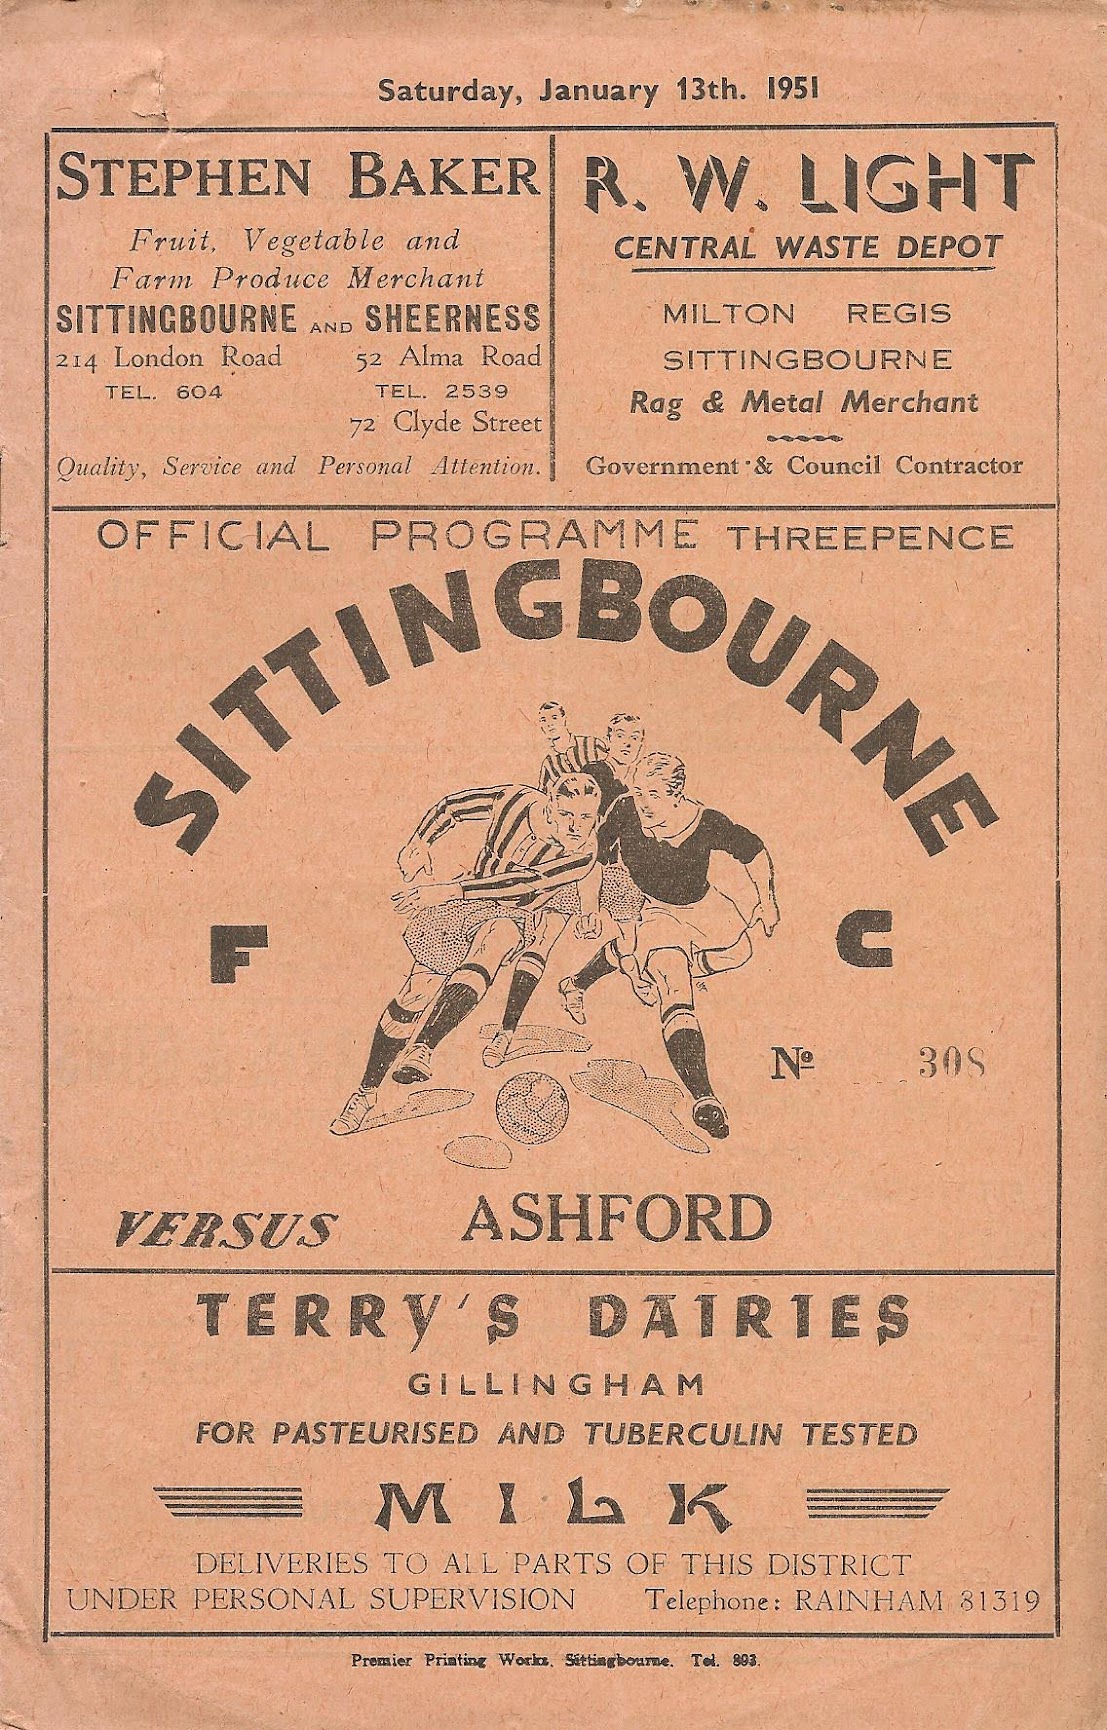 Saturday, January 13th. 1951
STEPHEN BAKER
Fruit, Vegetable and
Farm Produce Merchant
SITTINGBOURNE AND SHEERNESS
214 London Road 52 Alma Road
TEL. 604 TEL. 2539
72 Clyde Street
Quality, Service and Personal Attention.
R. W. LIGHT
CENTRAL WASTE DEPOT
MILTON REGIS
SITTINGBOURNE
Rag & Metal Merchant
Government & Council Contractor
OFFICIAL PROGRAMME THREEPENCE
SITTINGBOURNE
F C
Nº 308
VERSUS ASHFORD
TERRY'S DAIRIES
GILLINGHAM
FOR PASTEURISED AND TUBERCULIN TESTED
MILK
DELIVERIES TO ALL PARTS OF THIS DISTRICT
UNDER PERSONAL SUPERVISION Telephone: RAINHAM 81319
Premier Printing Works, Sittingbourne. Tel. 893.